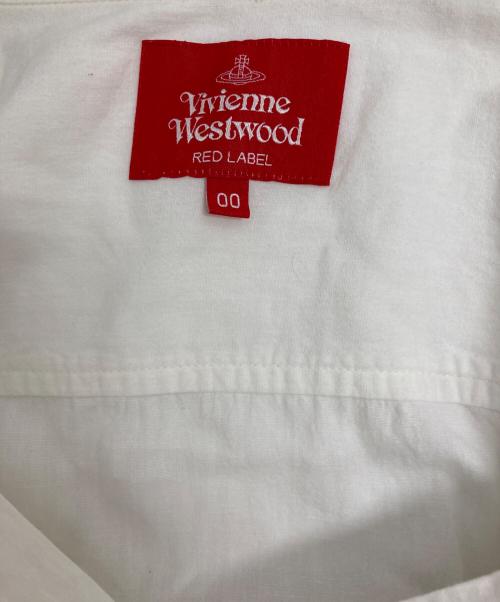 Vivienne
Westwood
RED LABEL
00